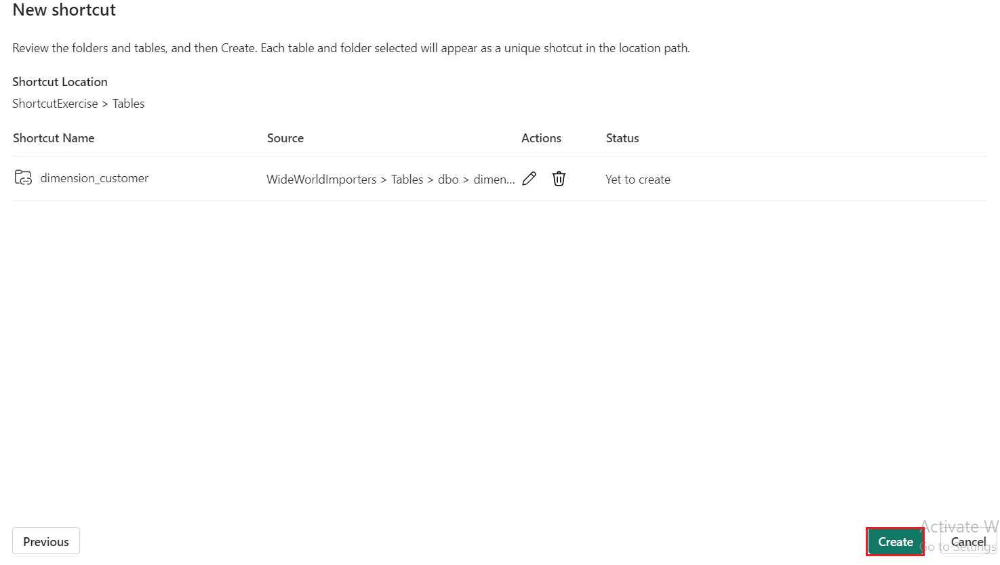 New shortcut
Review the folders and tables, and then Create. Each table and folder selected will appear as a unique shotcut in the location path.
Shortcut Location
ShortcutExercise > Tables
Shortcut Name Source Actions Status
dimension_customer WideWorldImporters > Tables > dbo > dimen... Yet to create
Activate W
Previous Create Cancel
Go to Settings